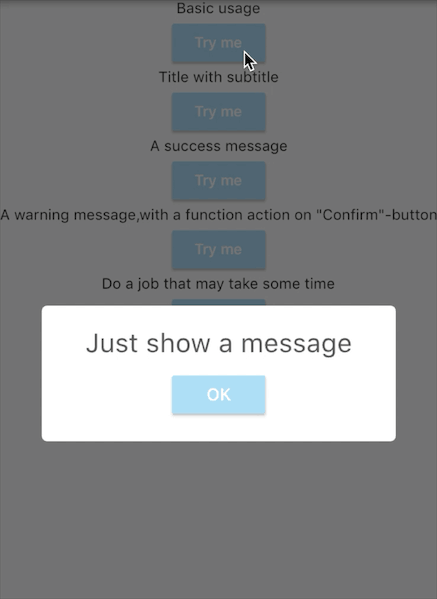 Basic usage
Try me
Title with subtitle
Try me
A success message
Try me
A warning message,with a function action on "Confirm"-button
Try me
Do a job that may take some time
Just show a message
OK